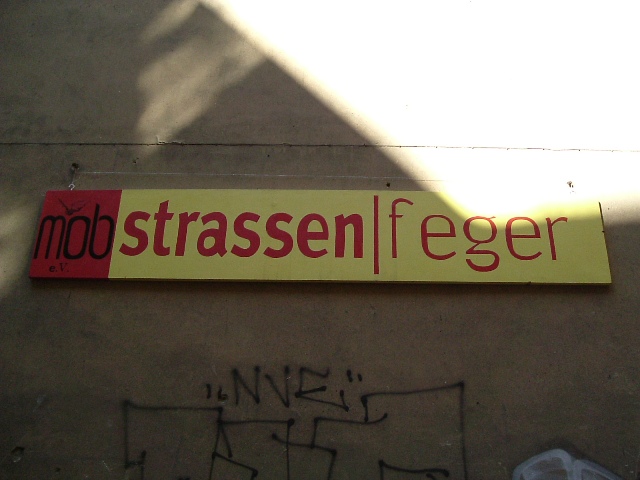 mob strassen|feger
e.V.
"NVE"